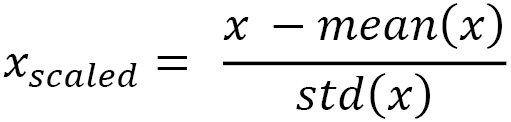 x_scaled = (x − mean(x)) / std(x)